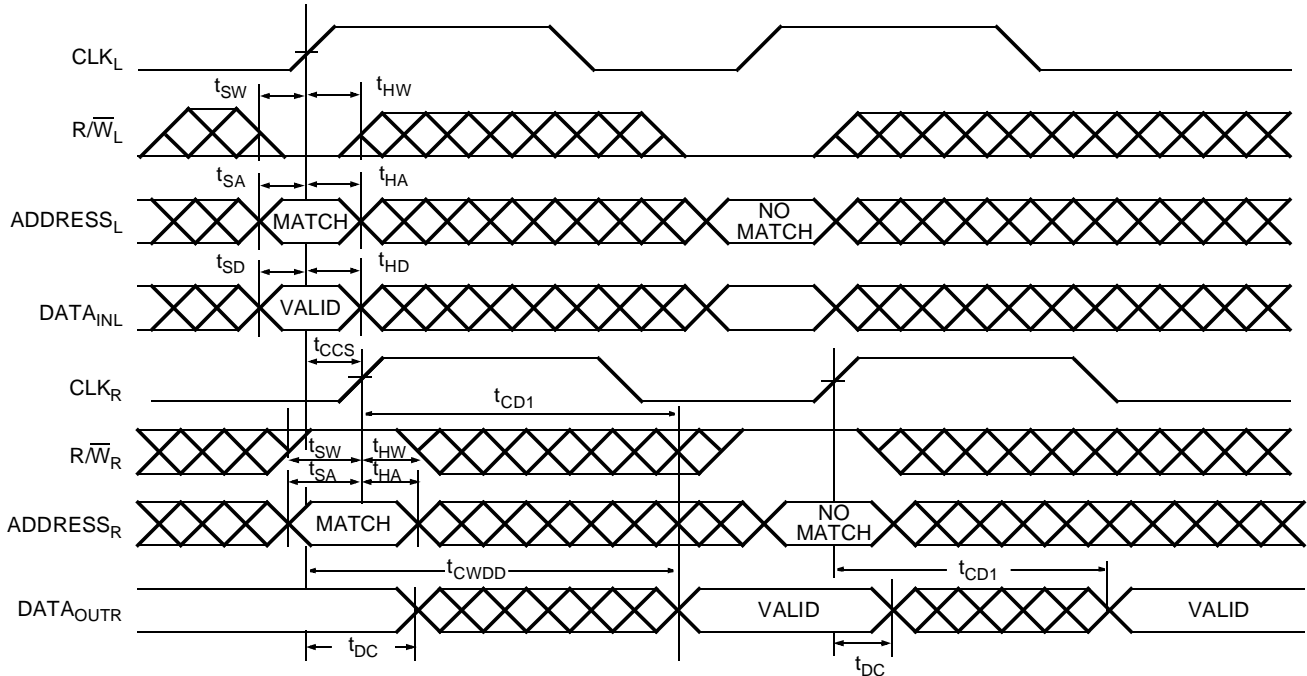 CLK_L
t_SW t_HW
R/W̅_L
t_SA t_HA
ADDRESS_L MATCH NO MATCH
t_SD t_HD
DATA_INL VALID
t_CCS
CLK_R
t_CD1
R/W̅_R t_SW t_HW
t_SA t_HA
ADDRESS_R MATCH NO MATCH
t_CWDD t_CD1
DATA_OUTR VALID VALID
t_DC t_DC